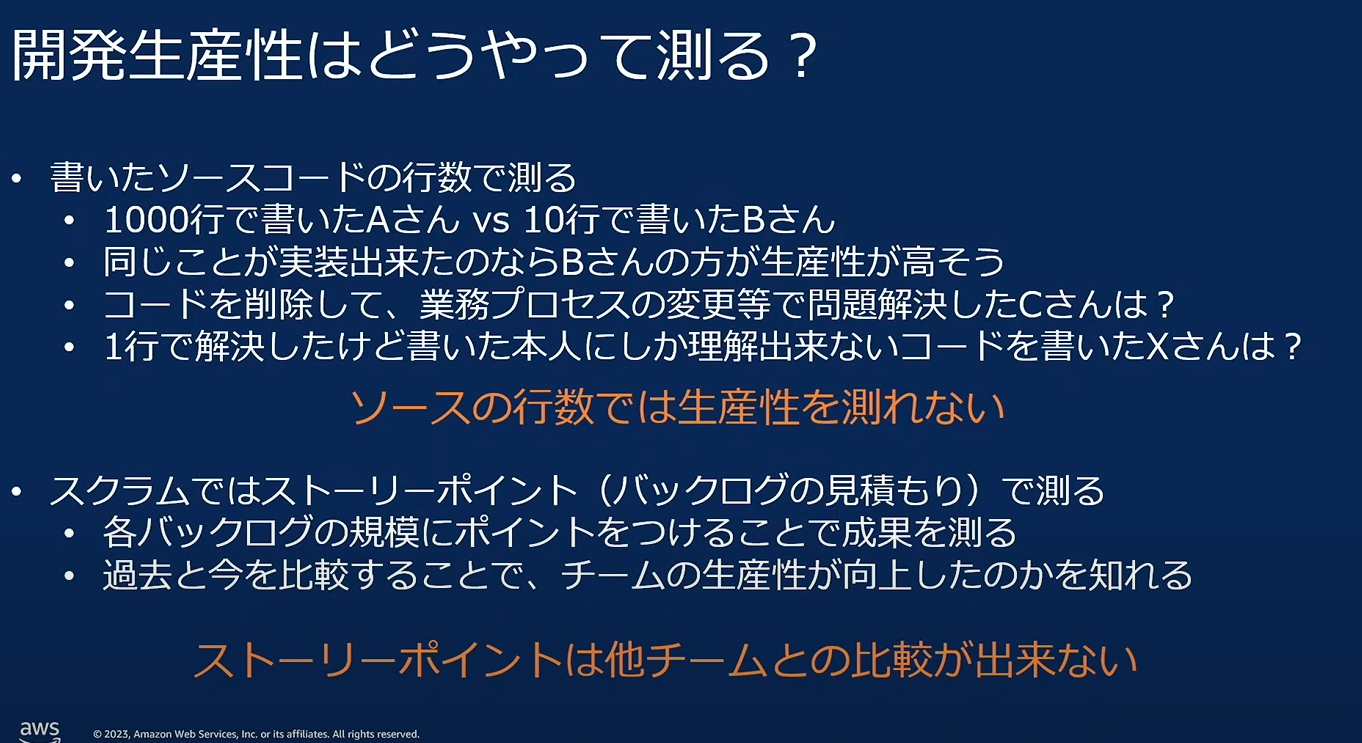 開発生産性はどうやって測る？
• 書いたソースコードの行数で測る
• 1000行で書いたAさん vs 10行で書いたBさん
• 同じことが実装出来たのならBさんの方が生産性が高そう
• コードを削除して、業務プロセスの変更等で問題解決したCさんは？
• 1行で解決したけど書いた本人にしか理解出来ないコードを書いたXさんは？
ソースの行数では生産性を測れない
• スクラムではストーリーポイント（バックログの見積もり）で測る
• 各バックログの規模にポイントをつけることで成果を測る
• 過去と今を比較することで、チームの生産性が向上したのかを知れる
ストーリーポイントは他チームとの比較が出来ない
aws
© 2023, Amazon Web Services, Inc. or its affiliates. All rights reserved.